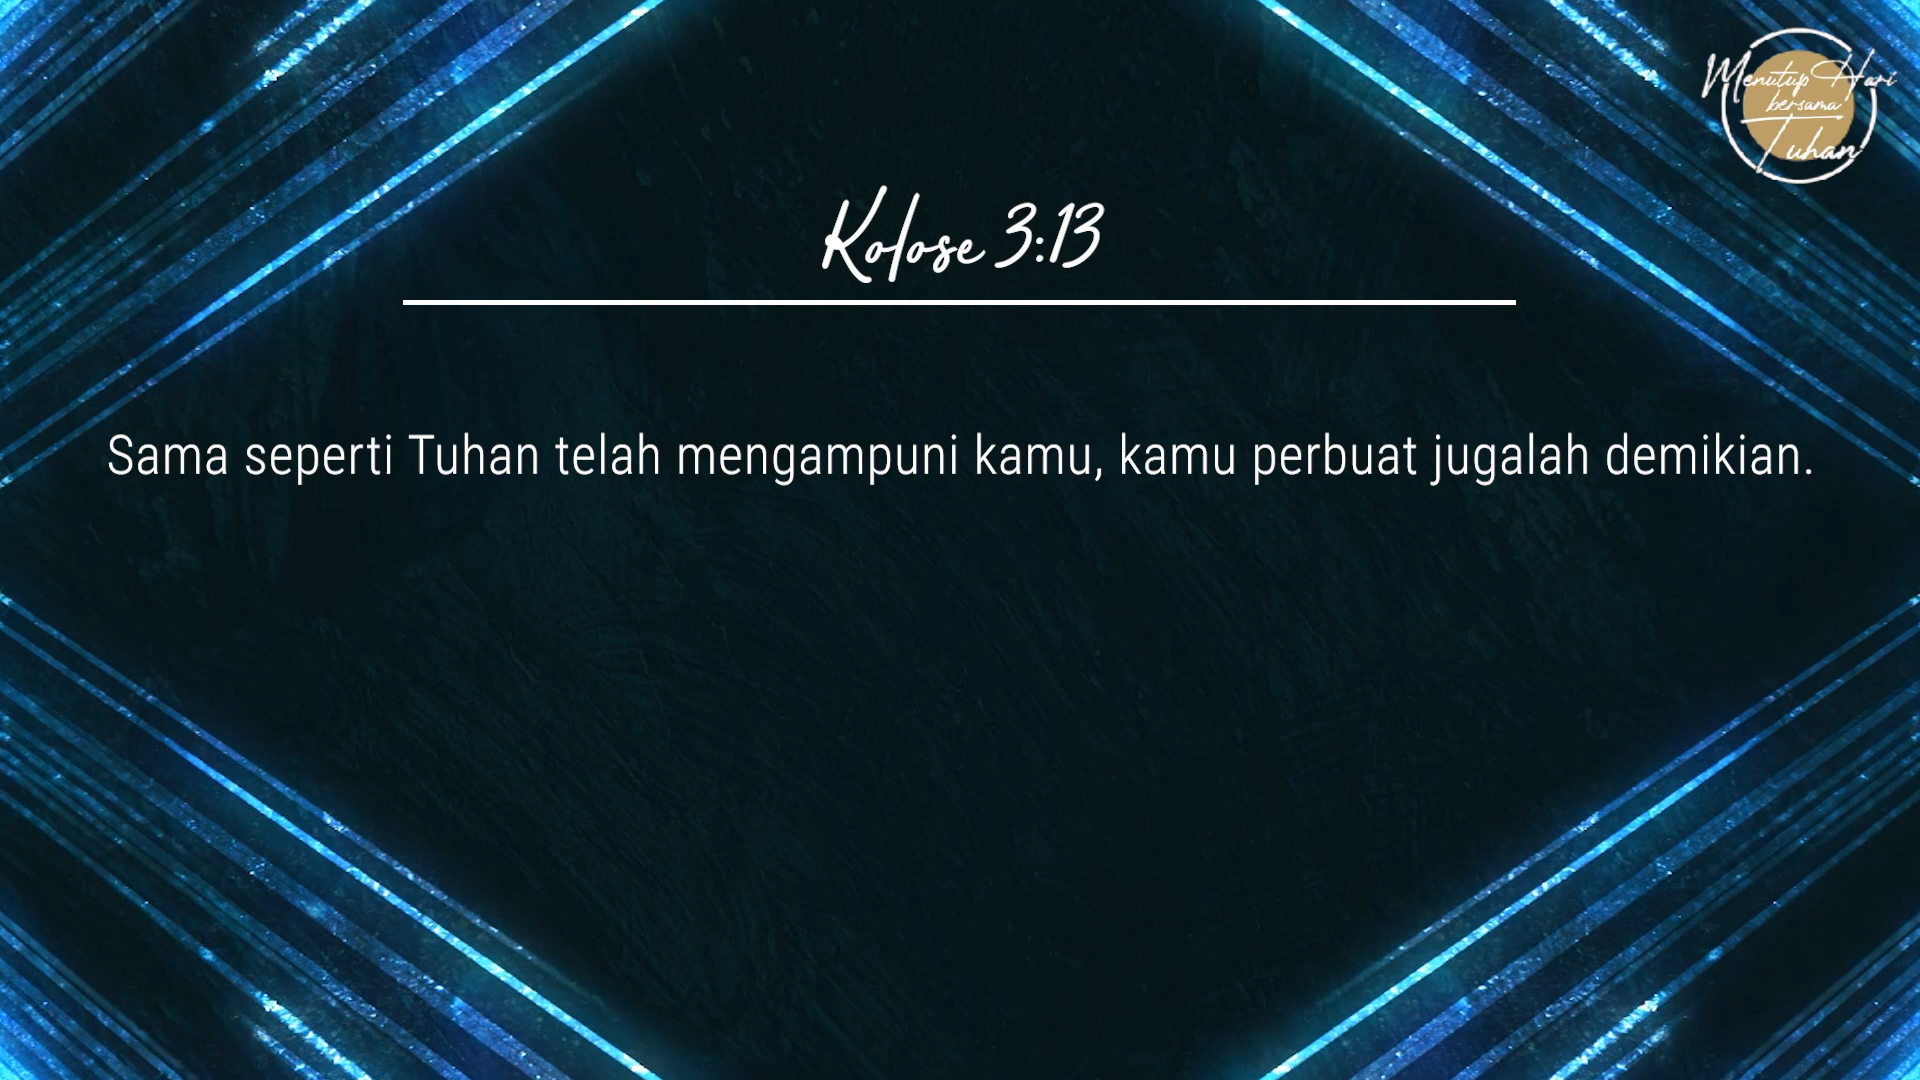 Menutup Hari
bersama
Tuhan
Kolose 3:13
Sama seperti Tuhan telah mengampuni kamu, kamu perbuat jugalah demikian.